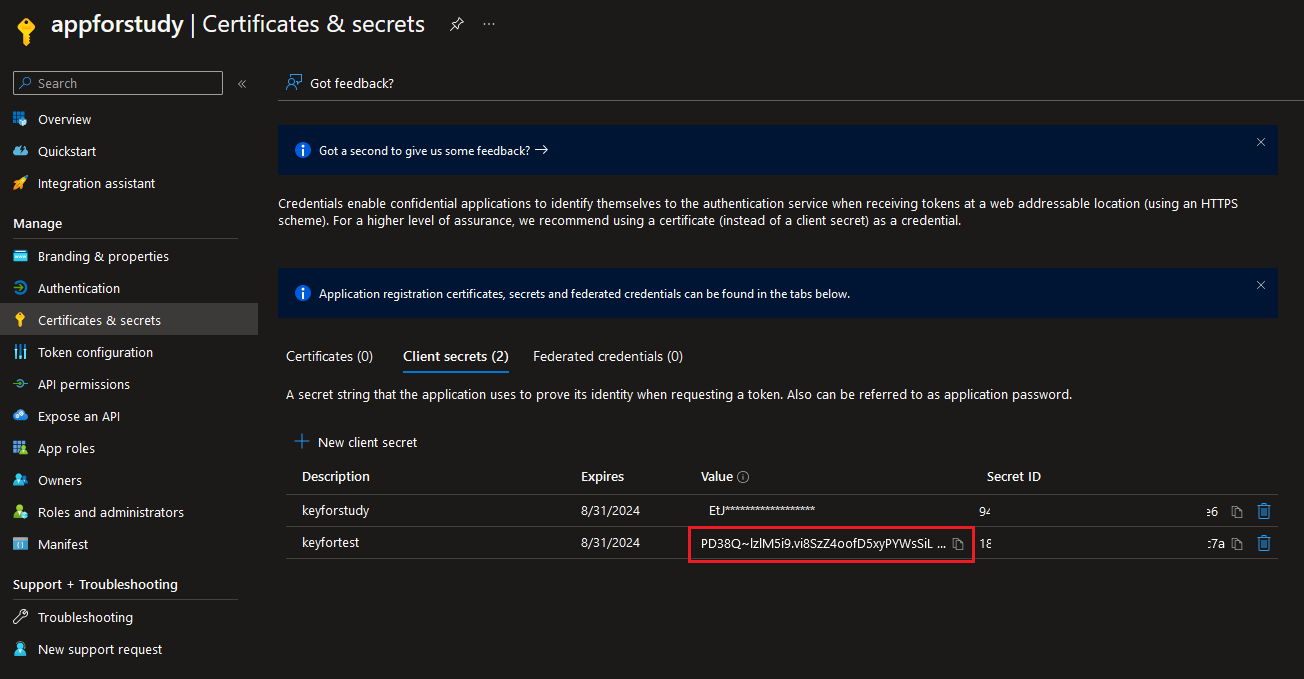 appforstudy | Certificates & secrets
Search
Got feedback?
Overview
Quickstart
Integration assistant
Manage
Branding & properties
Authentication
Certificates & secrets
Token configuration
API permissions
Expose an API
App roles
Owners
Roles and administrators
Manifest
Support + Troubleshooting
Troubleshooting
New support request
Got a second to give us some feedback?
Credentials enable confidential applications to identify themselves to the authentication service when receiving tokens at a web addressable location (using an HTTPS
scheme). For a higher level of assurance, we recommend using a certificate (instead of a client secret) as a credential.
Application registration certificates, secrets and federated credentials can be found in the tabs below.
Certificates (0) Client secrets (2) Federated credentials (0)
A secret string that the application uses to prove its identity when requesting a token. Also can be referred to as application password.
New client secret
Description Expires Value Secret ID
keyforstudy 8/31/2024 EtJ****************** 94 e6
keyfortest 8/31/2024 PD38Q~lzlM5i9.vi8SzZ4oofD5xyPYWsSiL ... 18 c7a